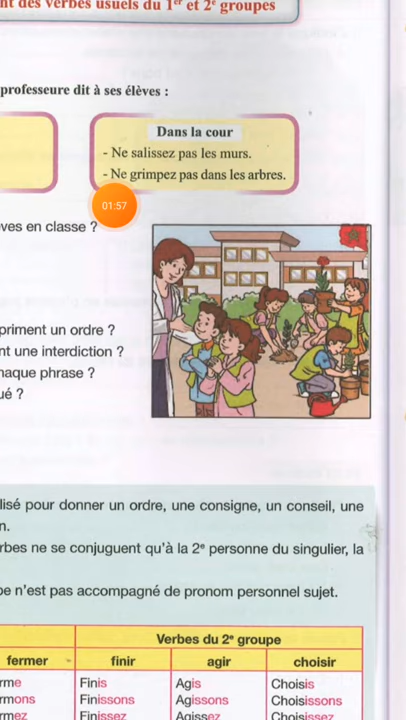 nt des verbes usuels du 1er et 2e groupes
professeure dit à ses élèves :
Dans la cour
- Ne salissez pas les murs.
- Ne grimpez pas dans les arbres.
01:57
ves en classe ?
priment un ordre ?
nt une interdiction ?
haque phrase ?
ué ?
lisé pour donner un ordre, une consigne, un conseil, une
n.
rbes ne se conjuguent qu'à la 2e personne du singulier, la
be n'est pas accompagné de pronom personnel sujet.
Verbes du 2e groupe
fermer finir agir choisir
rme Finis Agis Choisis
rmons Finissons Agissons Choisissons
rmez Finissez Agissez Choisissez